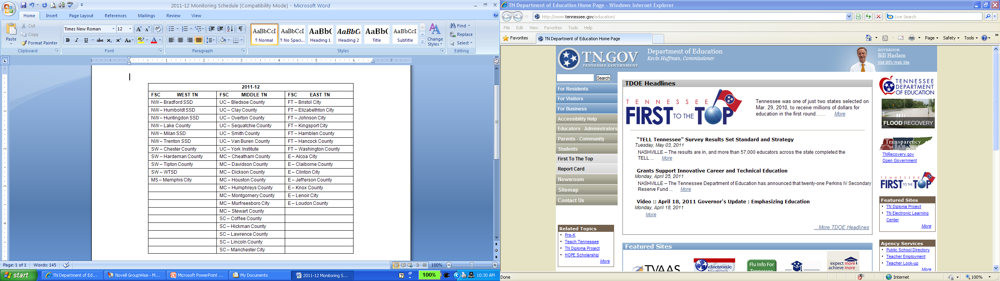 2011-12 Monitoring Schedule [Compatibility Mode] - Microsoft Word
Home Insert Page Layout References Mailings Review View
Paste
Cut
Copy
Format Painter
Clipboard
Times New Roman 12
B I U abc x₂ x² Aa
Font
Paragraph
AaBbCcI AaBbCcI AaBbC AaBbCc AaBbC AaBbCcI
¶ Normal ¶ No Spaci... Heading 1 Heading 2 Title Subtitle
Change Styles
Styles
Find
Replace
Select
Editing
1 1 2 3 4 5 6 7
2011-12
FSC WEST TN FSC MIDDLE TN FSC EAST TN
NW – Bradford SSD UC – Bledsoe County FT – Bristol City
NW – Humboldt SSD UC – Clay County FT – Elizabethton City
NW – Huntingdon SSD UC – Overton County FT – Johnson City
NW – Lake County UC – Sequatchie County FT – Kingsport City
NW – Milan SSD UC – Smith County FT – Hamblen County
NW – Trenton SSD UC – Van Buren County FT – Hancock County
SW – Chester County UC – York Institute FT – Washington County
SW – Hardeman County MC – Cheatham County E – Alcoa City
SW – Tipton County MC – Davidson County E – Claiborne County
SW – WTSD MC – Dickson County E – Clinton City
MS – Memphis City MC – Houston County E – Jefferson County
MC – Humphreys County E – Knox County
MC – Montgomery County E – Lenoir City
MC – Murfreesboro City E – Loudon County
MC – Stewart County
SC – Coffee County
SC – Hickman County
SC – Lawrence County
SC – Lincoln County
SC – Manchester City
Page: 1 of 1 Words: 145 100%
start TN Department of Ed... Novell GroupWise - M... Microsoft PowerPoint ... My Documents 2011-12 Monitoring S... 100% 10:30 AM
TN Department of Education Home Page - Windows Internet Explorer
http://www.tennessee.gov/education/
Live Search
File Edit View Favorites Tools Help
Favorites TN Department of Education Home Page
Page Safety Tools
TN.GOV
TENNESSEE GOVERNMENT
Department of Education
Kevin Huffman, Commissioner
GOVERNOR
Bill Haslam
Visit Bill's Web Site
Search
For Residents
For Visitors
For Business
Accessibility Help
Educators - Administrators
Parents - Community
Students
First To The Top
Report Card
Newsroom
Sitemap
Contact Us
Related Topics
Pre-K
Teach Tennessee
TN Diploma Project
HOPE Scholarship
More
TDOE Headlines
TENNESSEE
FIRST TO THE TOP
Tennessee was one of just two states selected on
Mar. 29, 2010, to receive millions of dollars for
education in the first round...... More
“TELL Tennessee” Survey Results Set Standard and Strategy
Tuesday, May 03, 2011
NASHVILLE – The results are in, and more than 57,000 educators across the state completed the
TELL ... More
Grants Support Innovative Career and Technical Education
Monday, April 25, 2011
NASHVILLE – The Tennessee Department of Education has announced that twenty-one Perkins IV Secondary
Reserve Fund ... More
Video :: April 18, 2011 Governor's Update : Emphasizing Education
Monday, April 18, 2011
More
...More TDOE Headlines
Featured Sites
TVAAS
electronic
learning
Flu Info For
Tennessee
expect more
achieve more
TENNESSEE
DEPARTMENT
OF EDUCATION
FLOOD RECOVERY
Transparency
TNRecovery.gov
Open Government
TENNESSEE
FIRST TO THE TOP
Featured Sites
TN Diploma Project
TN Electronic Learning
Center
More
Agency Services
Public School Directory
Teacher Employment
Teacher Look-up
More
Done Internet 100%